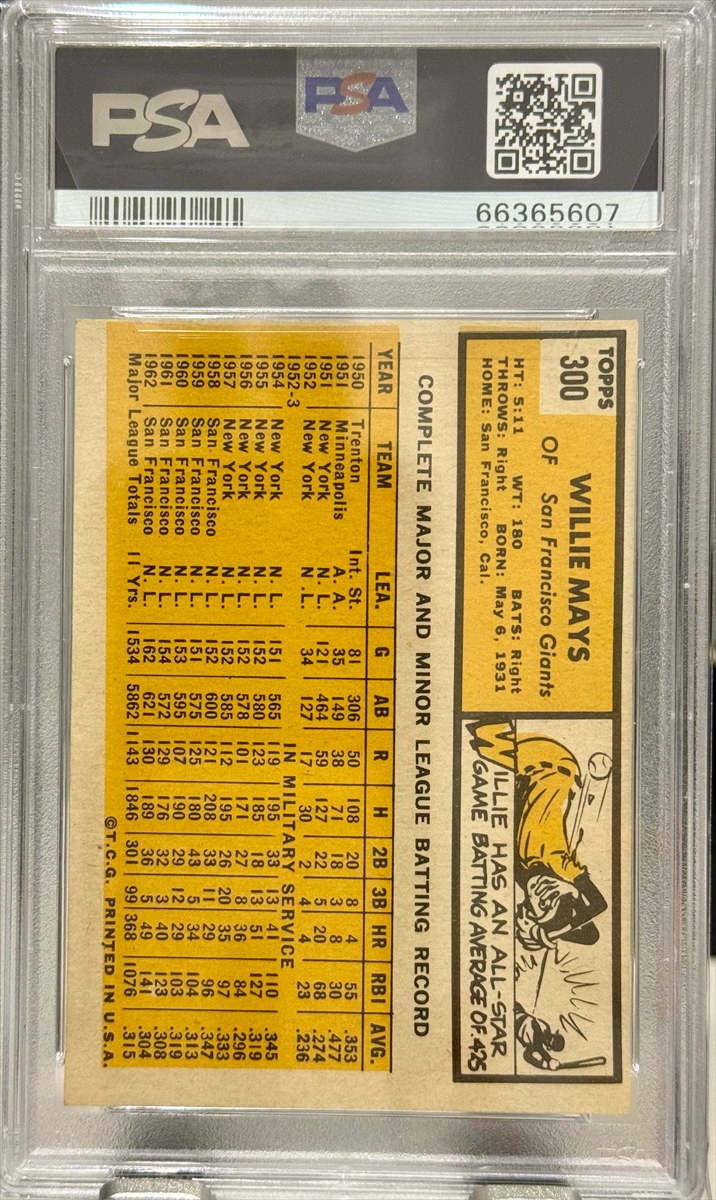 PSA
PSA
66365607
TOPPS
300
WILLIE MAYS
OF San Francisco Giants
HT: 5:11 WT: 180 BATS: Right
THROWS: Right BORN: May 6, 1931
HOME: San Francisco, Cal.
WILLIE HAS AN ALL-STAR
GAME BATTING AVERAGE OF .425
COMPLETE MAJOR AND MINOR LEAGUE BATTING RECORD
YEAR TEAM LEA. G AB R H 2B 3B HR RBI AVG.
1950 Trenton Int. St. 81 306 50 108 20 8 4 55 .353
1951 Minneapolis A. A. 35 149 38 71 18 3 8 30 .477
1951 New York N. L. 121 464 59 127 22 5 20 68 .274
1952 New York N. L. 34 127 17 30 2 4 4 23 .236
1952-3 IN MILITARY SERVICE
1954 New York N. L. 151 565 119 195 33 13 41 110 .345
1955 New York N. L. 152 580 123 185 18 13 51 127 .319
1956 New York N. L. 152 578 101 171 27 8 36 84 .296
1957 New York N. L. 152 585 112 195 26 20 35 97 .333
1958 San Francisco N. L. 152 600 121 208 33 11 29 96 .347
1959 San Francisco N. L. 151 575 125 180 43 5 34 104 .313
1960 San Francisco N. L. 153 595 107 190 29 12 29 103 .319
1961 San Francisco N. L. 154 572 129 176 32 3 40 123 .308
1962 San Francisco N. L. 162 621 130 189 36 5 49 141 .304
Major League Totals 11 Yrs. 1534 5862 1143 1846 301 99 368 1076 .315
©T.C.G. PRINTED IN U.S.A.